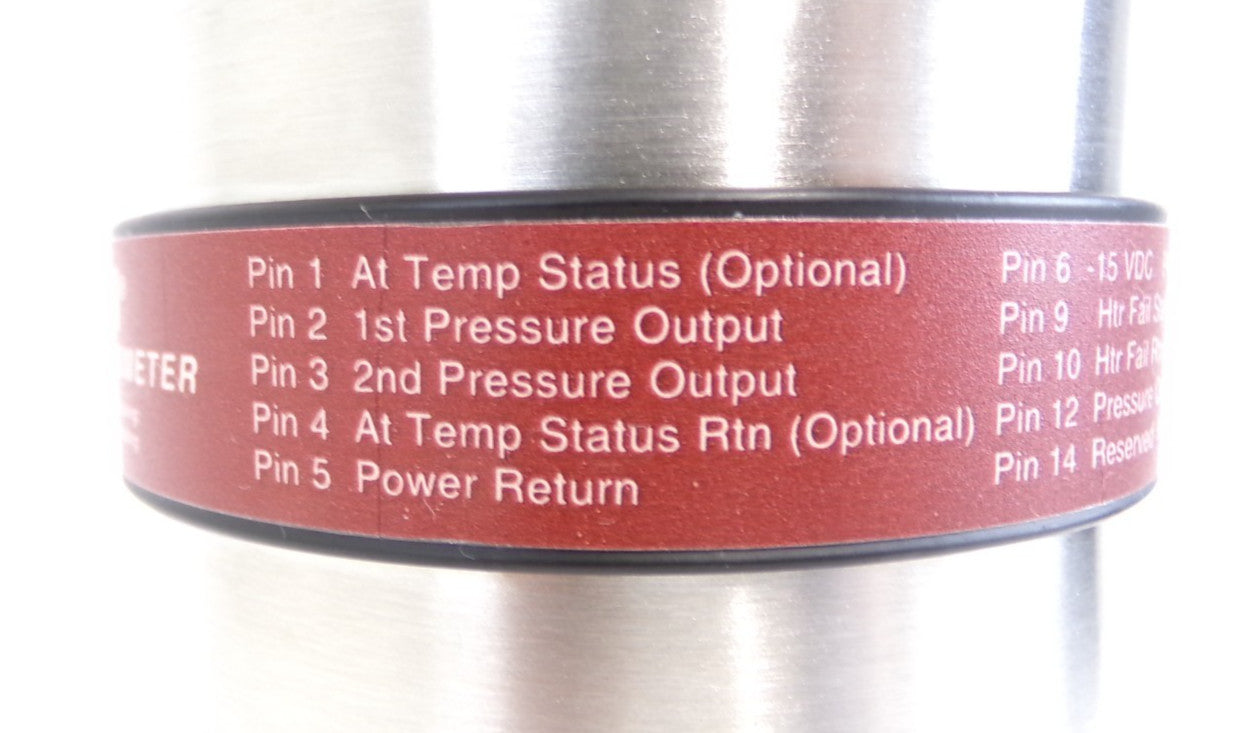 METER
Pin 1 At Temp Status (Optional)
Pin 2 1st Pressure Output
Pin 3 2nd Pressure Output
Pin 4 At Temp Status Rtn (Optional)
Pin 5 Power Return
Pin 6 -15 VDC
Pin 9 Htr Fail
Pin 10 Htr Fail
Pin 12 Pressure
Pin 14 Reserved